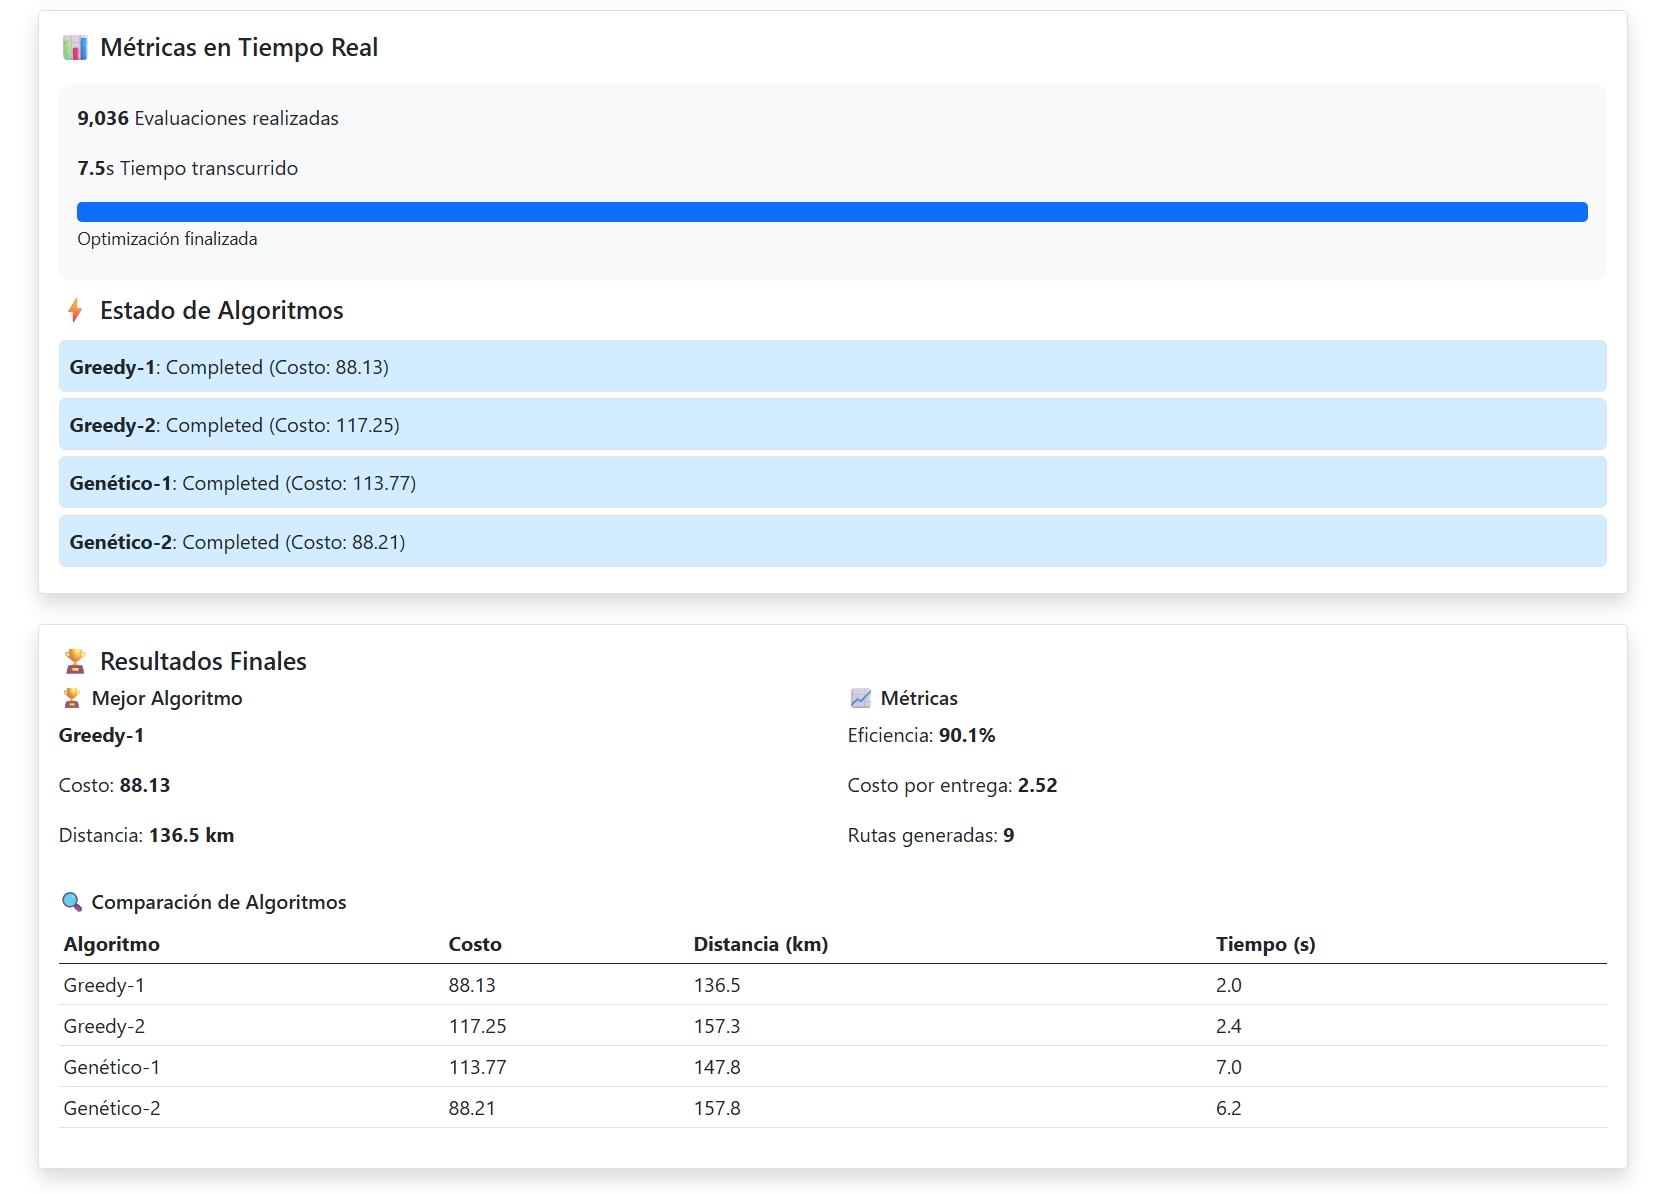 Métricas en Tiempo Real
9,036 Evaluaciones realizadas
7.5s Tiempo transcurrido
Optimización finalizada
Estado de Algoritmos
Greedy-1: Completed (Costo: 88.13)
Greedy-2: Completed (Costo: 117.25)
Genético-1: Completed (Costo: 113.77)
Genético-2: Completed (Costo: 88.21)
Resultados Finales
Mejor Algoritmo
Greedy-1
Costo: 88.13
Distancia: 136.5 km
Métricas
Eficiencia: 90.1%
Costo por entrega: 2.52
Rutas generadas: 9
Comparación de Algoritmos
Algoritmo Costo Distancia (km) Tiempo (s)
Greedy-1 88.13 136.5 2.0
Greedy-2 117.25 157.3 2.4
Genético-1 113.77 147.8 7.0
Genético-2 88.21 157.8 6.2